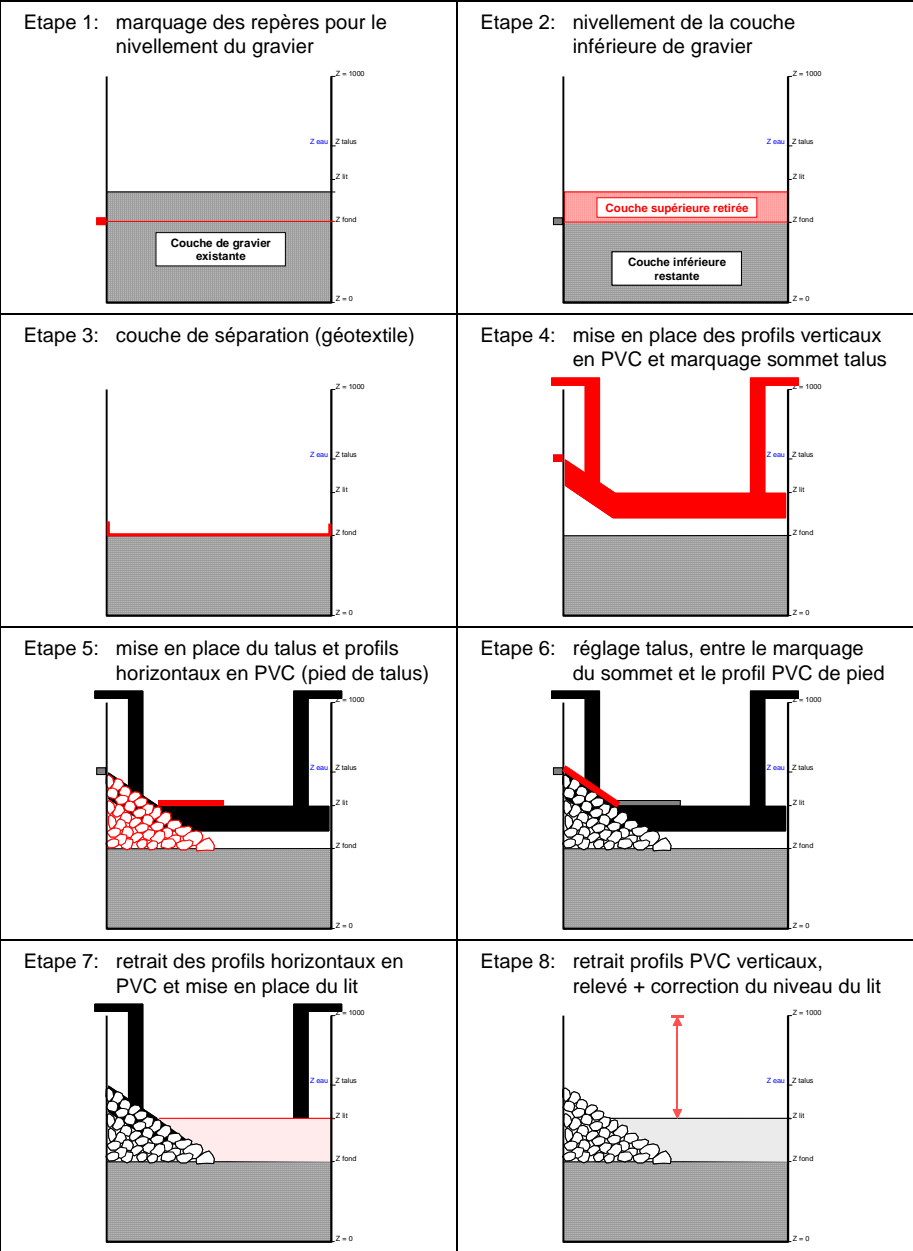 Etape 1: marquage des repères pour le
nivellement du gravier
Z = 1000
Z eau Z talus
Z lit
Z fond
Couche de gravier
existante
Z = 0
Etape 2: nivellement de la couche
inférieure de gravier
Z = 1000
Z eau Z talus
Z lit
Couche supérieure retirée
Z fond
Couche inférieure
restante
Z = 0
Etape 3: couche de séparation (géotextile)
Z = 1000
Z eau Z talus
Z lit
Z fond
Z = 0
Etape 4: mise en place des profils verticaux
en PVC et marquage sommet talus
Z = 1000
Z eau Z talus
Z lit
Z fond
Z = 0
Etape 5: mise en place du talus et profils
horizontaux en PVC (pied de talus)
Z = 1000
Z eau Z talus
Z lit
Z fond
Z = 0
Etape 6: réglage talus, entre le marquage
du sommet et le profil PVC de pied
Z = 1000
Z eau Z talus
Z lit
Z fond
Z = 0
Etape 7: retrait des profils horizontaux en
PVC et mise en place du lit
Z = 1000
Z eau Z talus
Z lit
Z fond
Z = 0
Etape 8: retrait profils PVC verticaux,
relevé + correction du niveau du lit
Z = 1000
Z eau Z talus
Z lit
Z fond
Z = 0